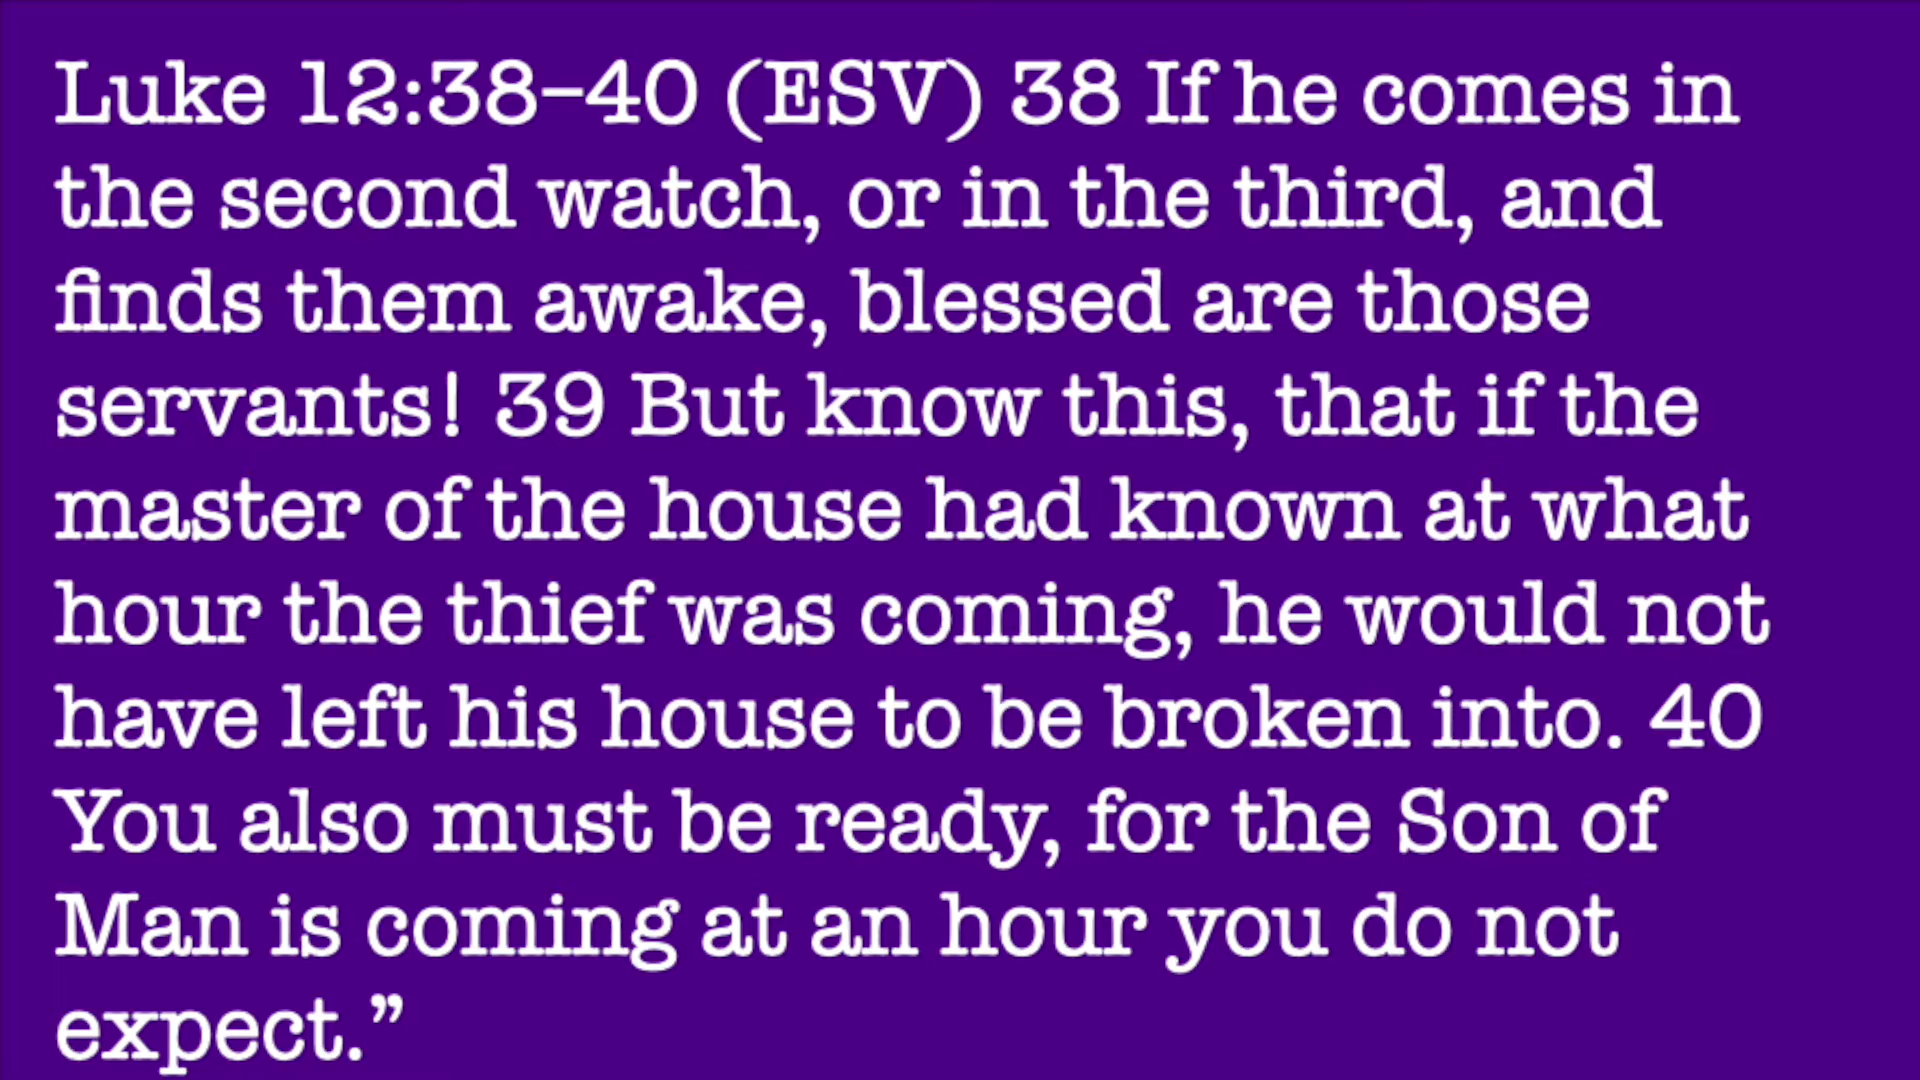 Luke 12:38–40 (ESV) 38 If he comes in
the second watch, or in the third, and
finds them awake, blessed are those
servants! 39 But know this, that if the
master of the house had known at what
hour the thief was coming, he would not
have left his house to be broken into. 40
You also must be ready, for the Son of
Man is coming at an hour you do not
expect.”